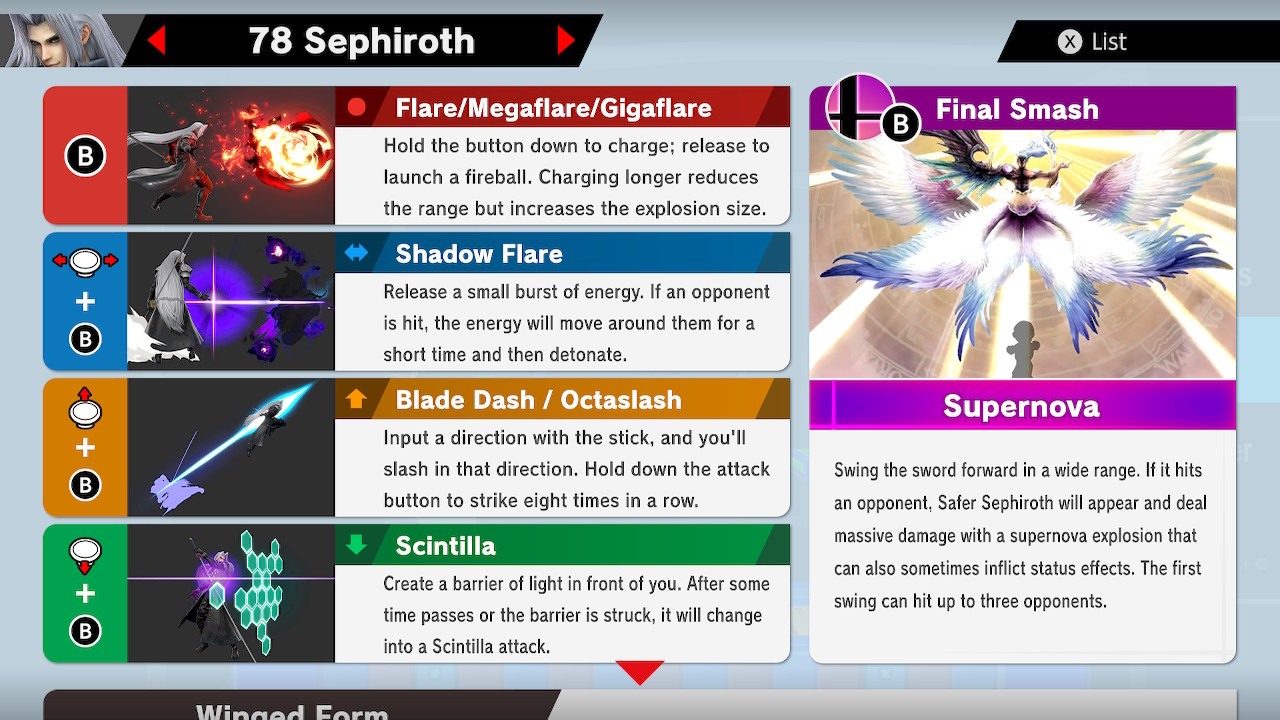 78 Sephiroth
X List
B
Flare/Megaflare/Gigaflare
Hold the button down to charge; release to
launch a fireball. Charging longer reduces
the range but increases the explosion size.
+
B
Shadow Flare
Release a small burst of energy. If an opponent
is hit, the energy will move around them for a
short time and then detonate.
+
B
Blade Dash / Octaslash
Input a direction with the stick, and you'll
slash in that direction. Hold down the attack
button to strike eight times in a row.
+
B
Scintilla
Create a barrier of light in front of you. After some
time passes or the barrier is struck, it will change
into a Scintilla attack.
B Final Smash
Supernova
Swing the sword forward in a wide range. If it hits
an opponent, Safer Sephiroth will appear and deal
massive damage with a supernova explosion that
can also sometimes inflict status effects. The first
swing can hit up to three opponents.
Winged Form